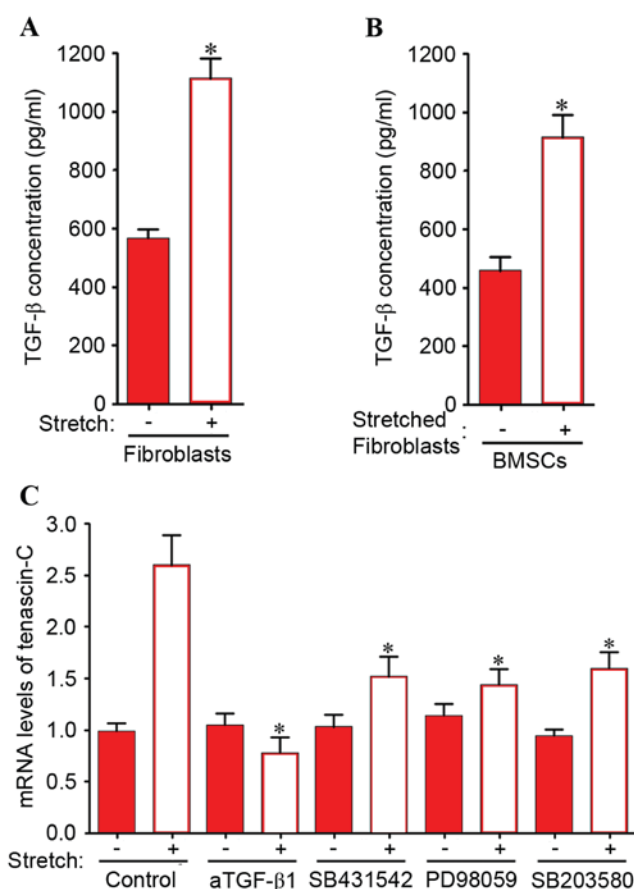 A
TGF-β concentration (pg/ml)
1200
1000
800
600
400
200
0
*
Stretch: - +
Fibroblasts
B
TGF-β concentration (pg/ml)
1200
1000
800
600
400
200
0
*
Stretched
Fibroblasts : - +
BMSCs
C
mRNA levels of tenascin-C
3.0
2.5
2.0
1.5
1.0
0.5
0.0
* * * *
Stretch: - + - + - + - + - +
Control aTGF-β1 SB431542 PD98059 SB203580